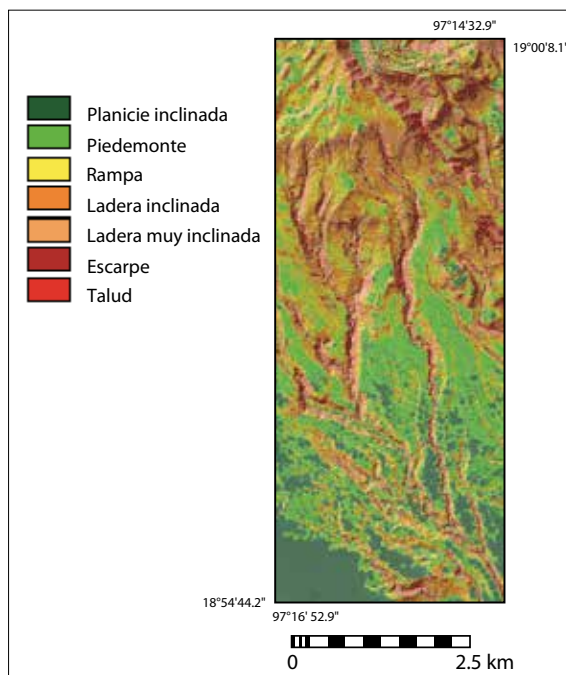 97°14'32.9"
19°00'8.1"
Planicie inclinada
Piedemonte
Rampa
Ladera inclinada
Ladera muy inclinada
Escarpe
Talud
18°54'44.2"
97°16' 52.9"
0 2.5 km